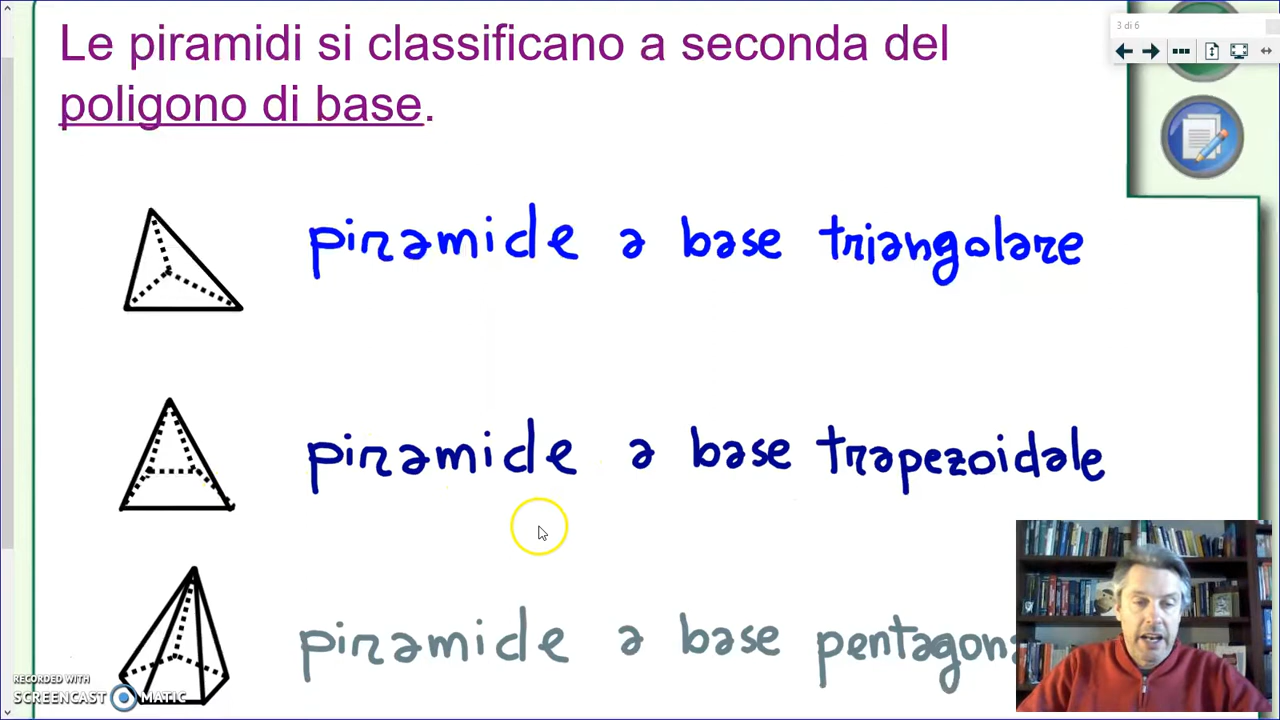 Le piramidi si classificano a seconda del
poligono di base.
3 di 6
piramide a base triangolare
piramide a base trapezoidale
piramide a base
RECORDED WITH
SCREENCAST MATIC